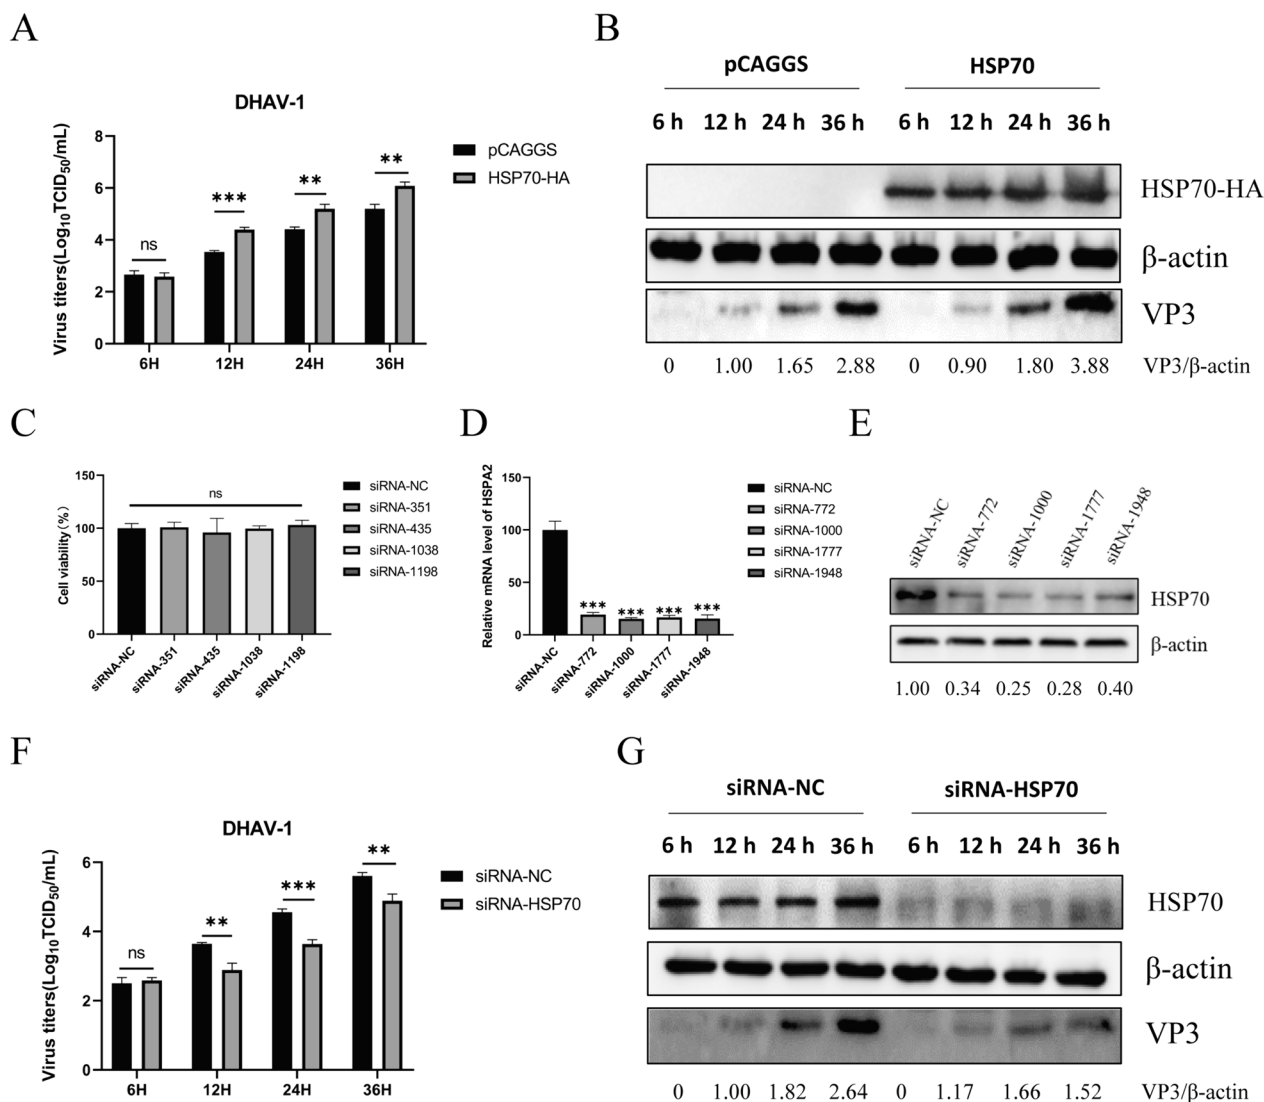 A
DHAV-1
Virus titers(Log10TCID50/mL)
8
6
4
2
0
ns
***
**
**
6H 12H 24H 36H
pCAGGS
HSP70-HA
B
pCAGGS HSP70
6 h 12 h 24 h 36 h 6 h 12 h 24 h 36 h
HSP70-HA
β-actin
VP3
0 1.00 1.65 2.88 0 0.90 1.80 3.88 VP3/β-actin
C
Cell viability(%)
150
100
50
0
ns
siRNA-NC
siRNA-351
siRNA-435
siRNA-1038
siRNA-1198
siRNA-NC
siRNA-351
siRNA-435
siRNA-1038
siRNA-1198
D
Relative mRNA level of HSPA2
150
100
50
0
*** *** *** ***
siRNA-NC
siRNA-772
siRNA-1000
siRNA-1777
siRNA-1948
siRNA-NC
siRNA-772
siRNA-1000
siRNA-1777
siRNA-1948
E
siRNA-NC
siRNA-772
siRNA-1000
siRNA-1777
siRNA-1948
HSP70
β-actin
1.00 0.34 0.25 0.28 0.40
F
DHAV-1
Virus titers(Log10TCID50/mL)
6
4
2
0
ns
**
***
**
6H 12H 24H 36H
siRNA-NC
siRNA-HSP70
G
siRNA-NC siRNA-HSP70
6 h 12 h 24 h 36 h 6 h 12 h 24 h 36 h
HSP70
β-actin
VP3
0 1.00 1.82 2.64 0 1.17 1.66 1.52 VP3/β-actin